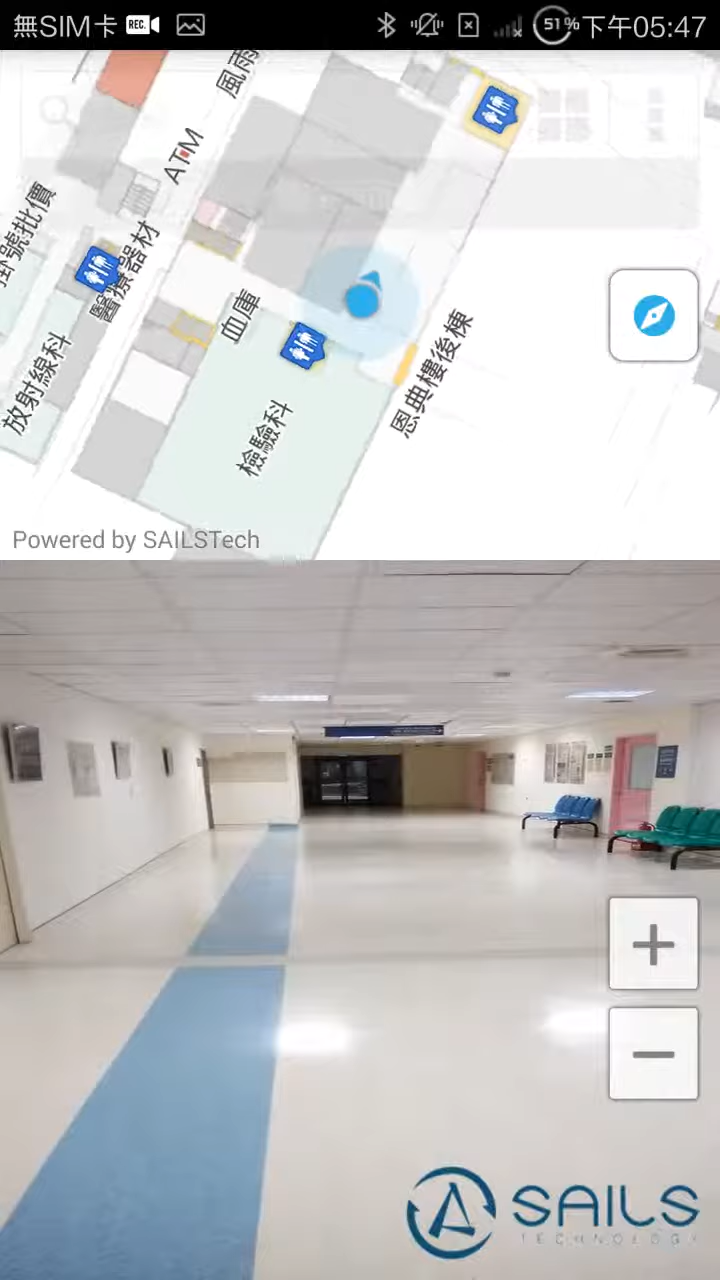 無SIM卡 REC. 51% 下午05:47
風雨
ATM
掛號批價
醫療器材
血庫
放射線科
檢驗科
恩典樓後棟
Powered by SAILSTech
SAILS
TECHNOLOGY